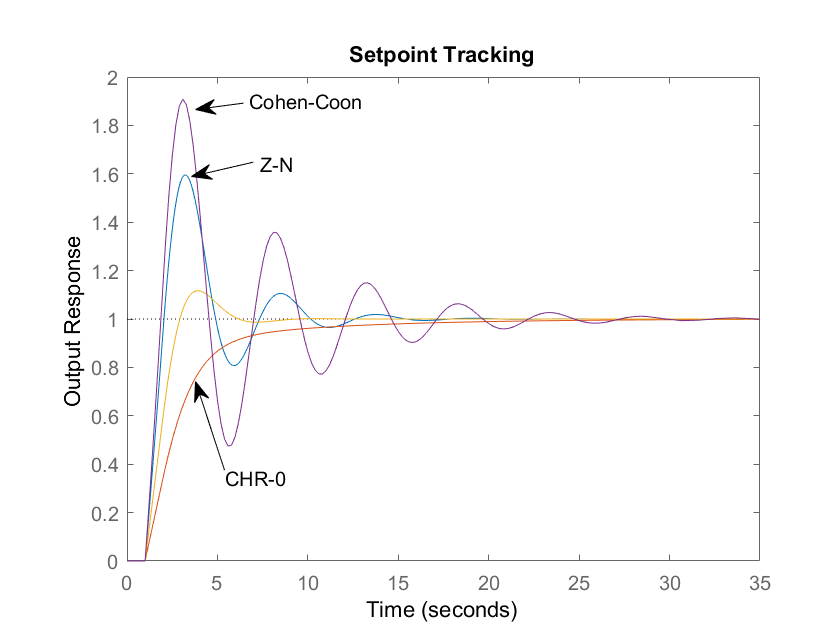 Setpoint Tracking
2
1.8
1.6
1.4
1.2
1
0.8
0.6
0.4
0.2
0
Output Response
Cohen-Coon
Z-N
CHR-0
0 5 10 15 20 25 30 35
Time (seconds)